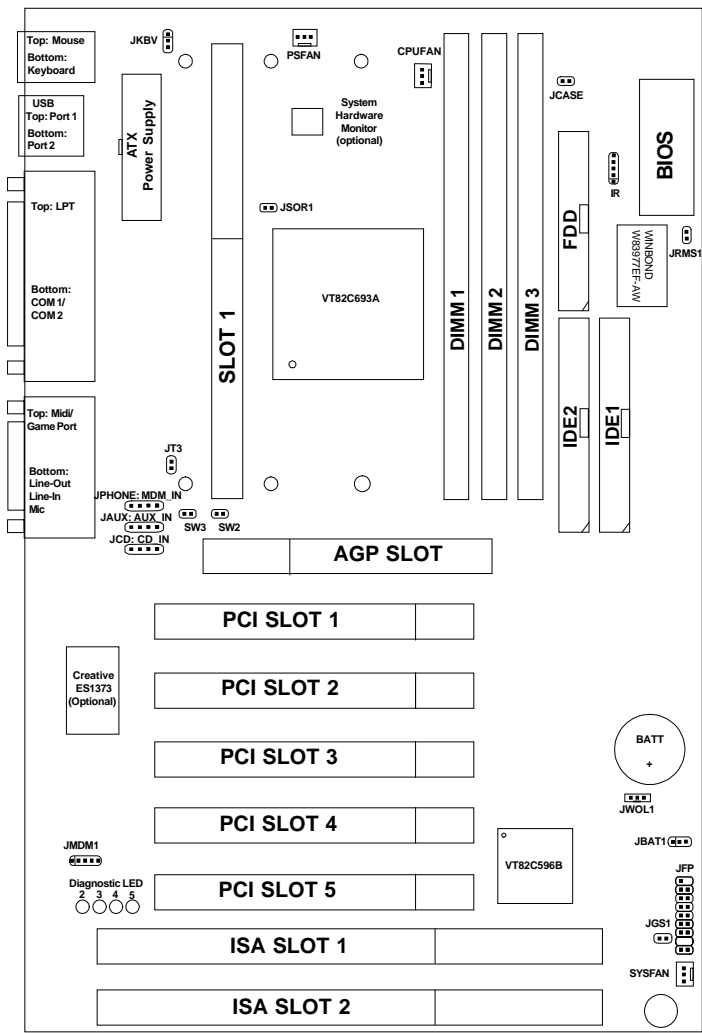 Top: Mouse
Bottom:
Keyboard
JKBV
PSFAN
CPUFAN
USB
Top: Port 1
Bottom:
Port 2
ATX
Power Supply
System
Hardware
Monitor
(optional)
JCASE
BIOS
IR
FDD
WINBOND
W83977EF-AW
JRMS1
JSOR1
Top: LPT
Bottom:
COM 1/
COM 2
SLOT 1
VT82C693A
DIMM 1
DIMM 2
DIMM 3
IDE2
IDE1
Top: Midi/
Game Port
Bottom:
Line-Out
Line-In
Mic
JT3
JPHONE: MDM_IN
JAUX: AUX_IN
JCD: CD_IN
SW3
SW2
AGP SLOT
PCI SLOT 1
Creative
ES1373
(Optional)
PCI SLOT 2
BATT
+
PCI SLOT 3
JWOL1
PCI SLOT 4
VT82C596B
JBAT1
JMDM1
Diagnostic LED
2 3 4 5
PCI SLOT 5
JFP
JGS1
ISA SLOT 1
SYSFAN
ISA SLOT 2